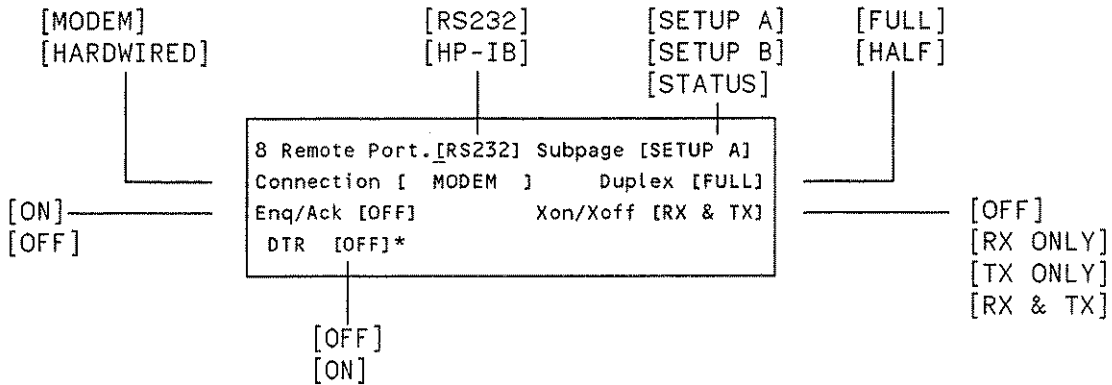 [MODEM] [RS232] [SETUP A] [FULL]
[HARDWIRED] [HP-IB] [SETUP B] [HALF]
[STATUS]
8 Remote Port.[RS232] Subpage [SETUP A]
Connection [ MODEM ] Duplex [FULL]
[ON] Enq/Ack [OFF] Xon/Xoff [RX & TX] [OFF]
[OFF] DTR [OFF]* [RX ONLY]
[TX ONLY]
[RX & TX]
[OFF]
[ON]